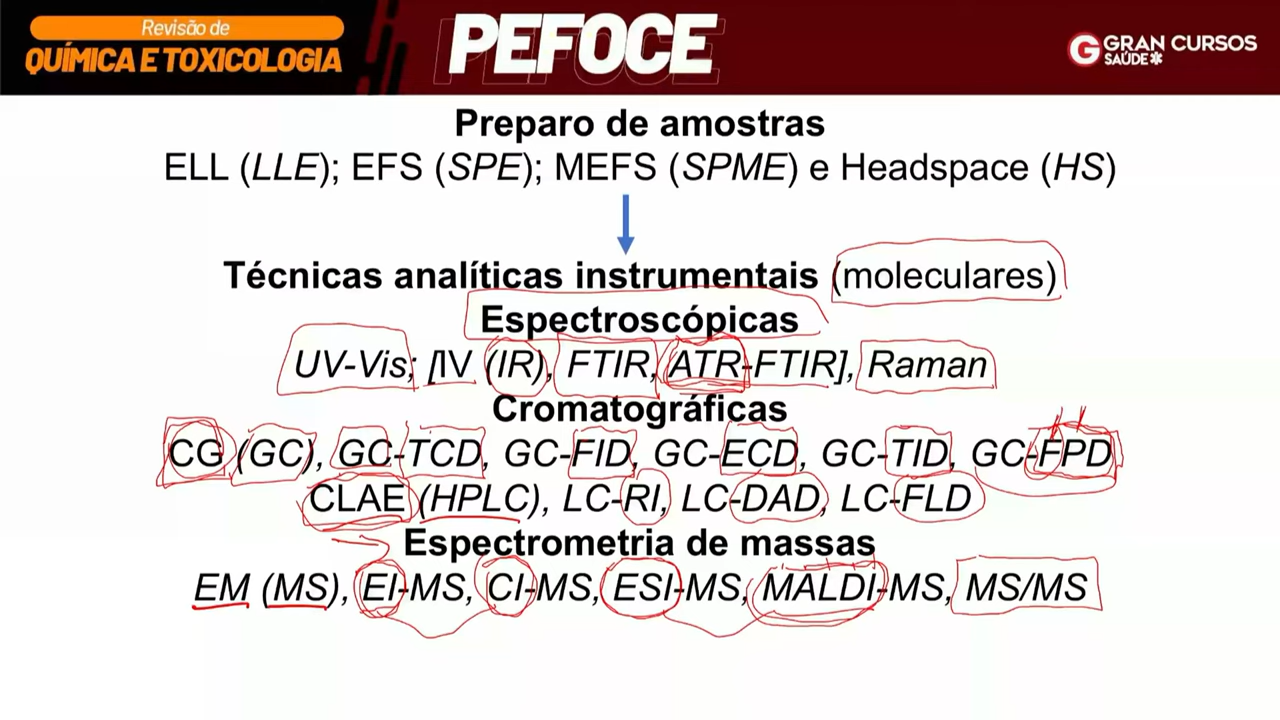 Revisão de
QUÍMICA E TOXICOLOGIA
PEFOCE
GRAN CURSOS
SAÚDE
Preparo de amostras
ELL (LLE); EFS (SPE); MEFS (SPME) e Headspace (HS)
Técnicas analíticas instrumentais (moleculares)
Espectroscópicas
UV-Vis; [IV (IR), FTIR, ATR-FTIR], Raman
Cromatográficas
CG (GC), GC-TCD, GC-FID, GC-ECD, GC-TID, GC-FPD
CLAE (HPLC), LC-RI, LC-DAD, LC-FLD
Espectrometria de massas
EM (MS), EI-MS, CI-MS, ESI-MS, MALDI-MS, MS/MS